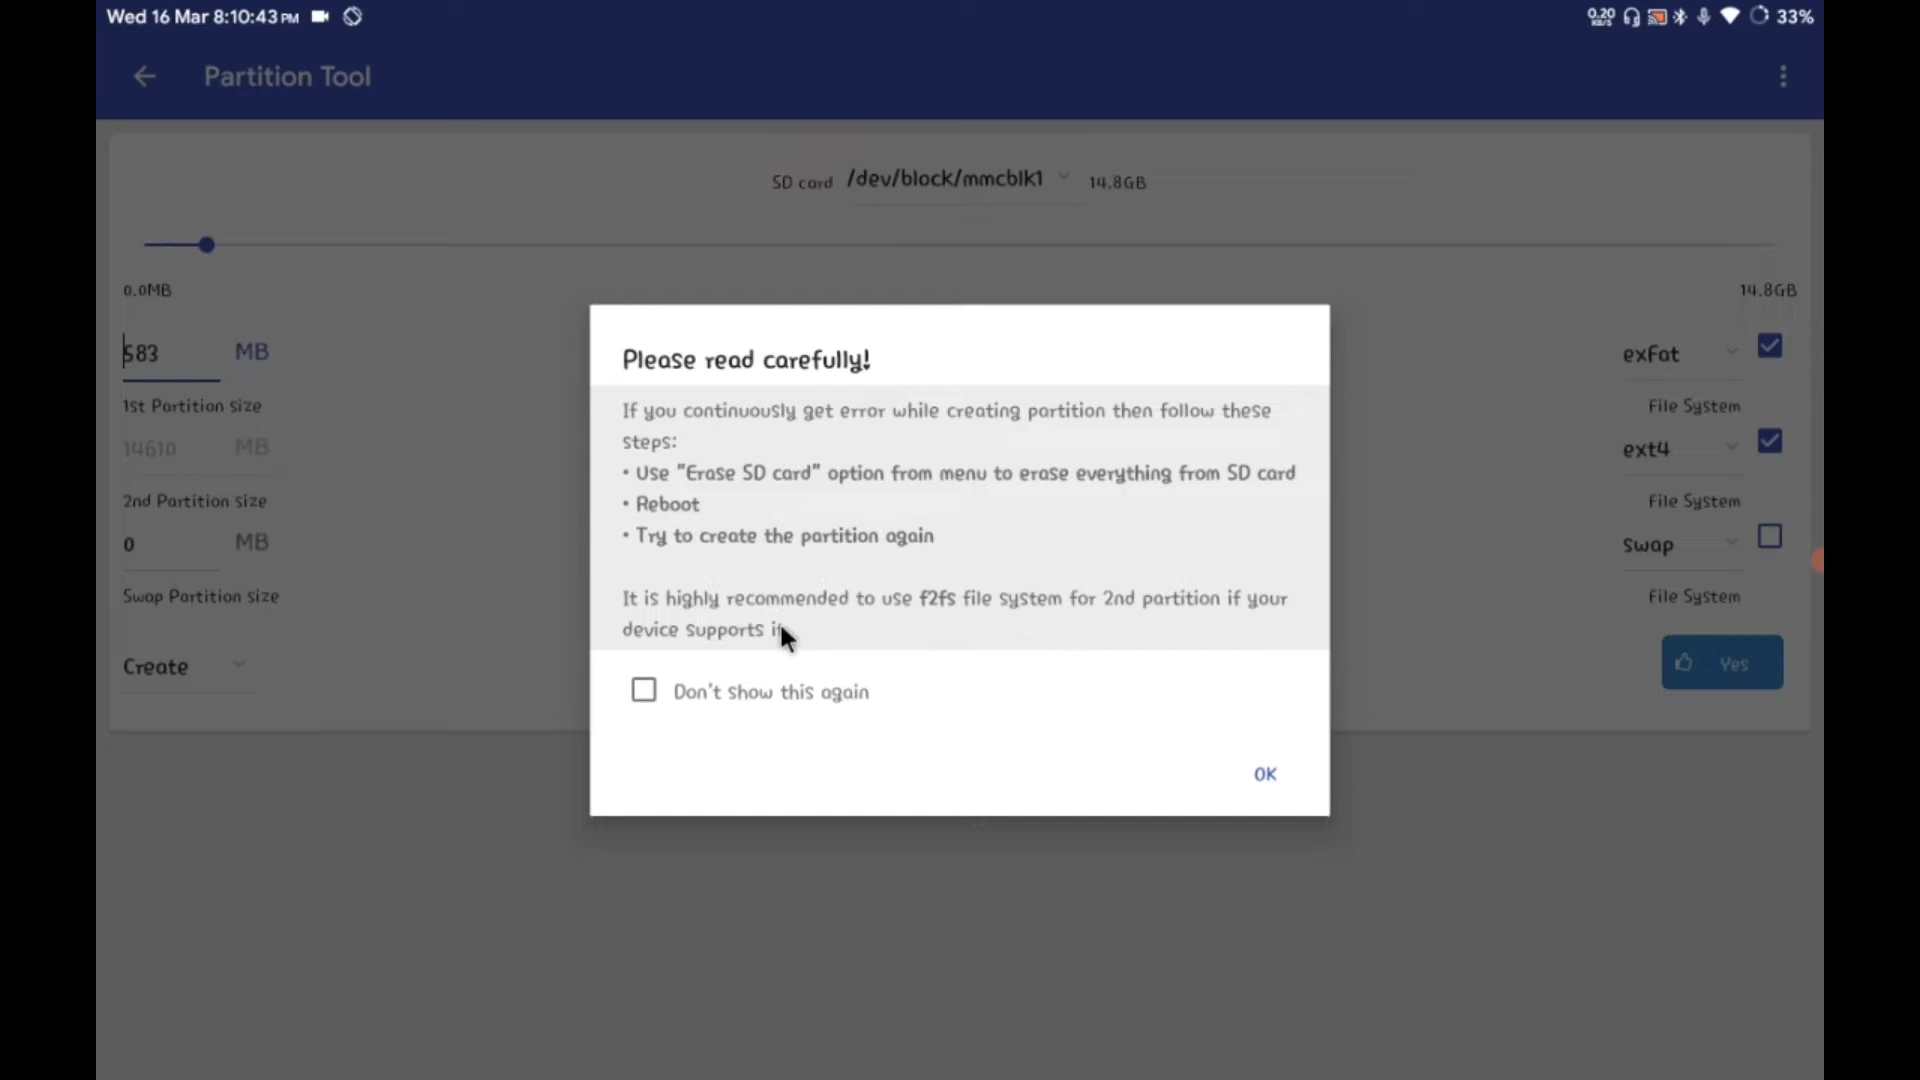 Wed 16 Mar 8:10:43 PM
0.20 KB/S
33%
Partition Tool
SD card /dev/block/mmcblk1 14.8GB
0.0MB
14.8GB
583 MB
exFat
1st Partition size
File System
14610 MB
ext4
2nd Partition size
File System
0 MB
Swap
Swap Partition size
File System
Create
Yes
Please read carefully!
If you continuously get error while creating partition then follow these
steps:
• Use "Erase SD card" option from menu to erase everything from SD card
• Reboot
• Try to create the partition again
It is highly recommended to use f2fs file system for 2nd partition if your
device supports it
Don't show this again
OK